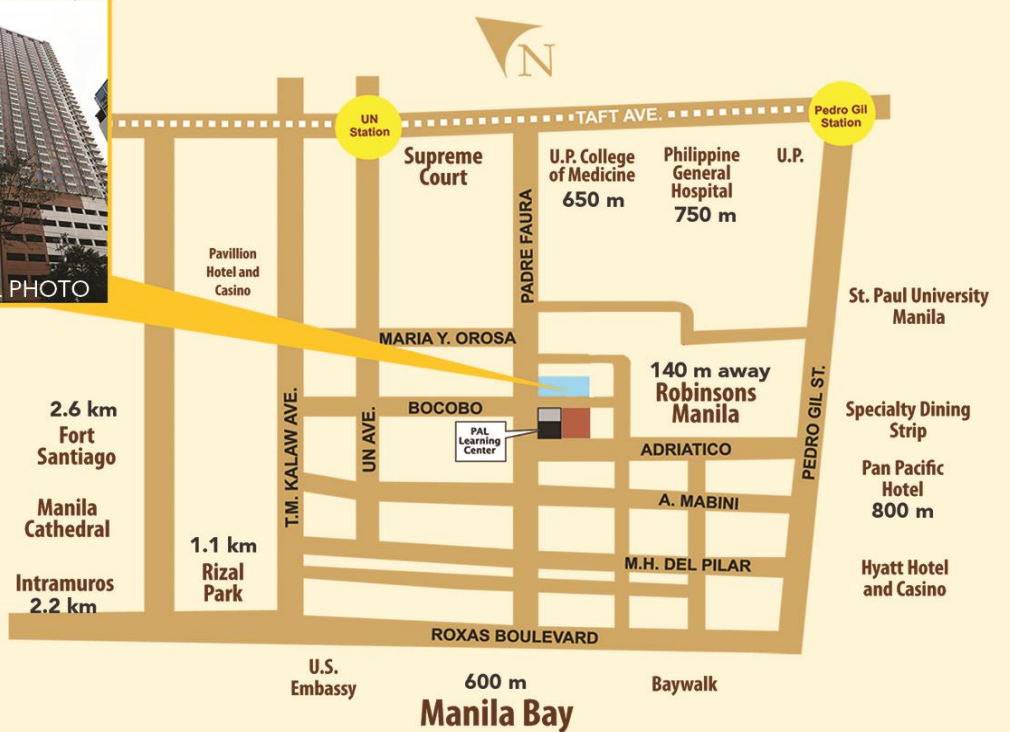 N
UN
Station
TAFT AVE.
Pedro Gil
Station
Supreme
Court
U.P. College
of Medicine
650 m
Philippine
General
Hospital
750 m
U.P.
PADRE FAURA
Pavillion
Hotel and
Casino
PHOTO
St. Paul University
Manila
MARIA Y. OROSA
140 m away
Robinsons
Manila
PEDRO GIL ST.
2.6 km
Fort
Santiago
T.M. KALAW AVE.
UN AVE.
BOCOBO
PAL
Learning
Center
ADRIATICO
Specialty Dining
Strip
Pan Pacific
Hotel
800 m
A. MABINI
Manila
Cathedral
1.1 km
Rizal
Park
M.H. DEL PILAR
Hyatt Hotel
and Casino
Intramuros
2.2 km
ROXAS BOULEVARD
U.S.
Embassy
600 m
Manila Bay
Baywalk